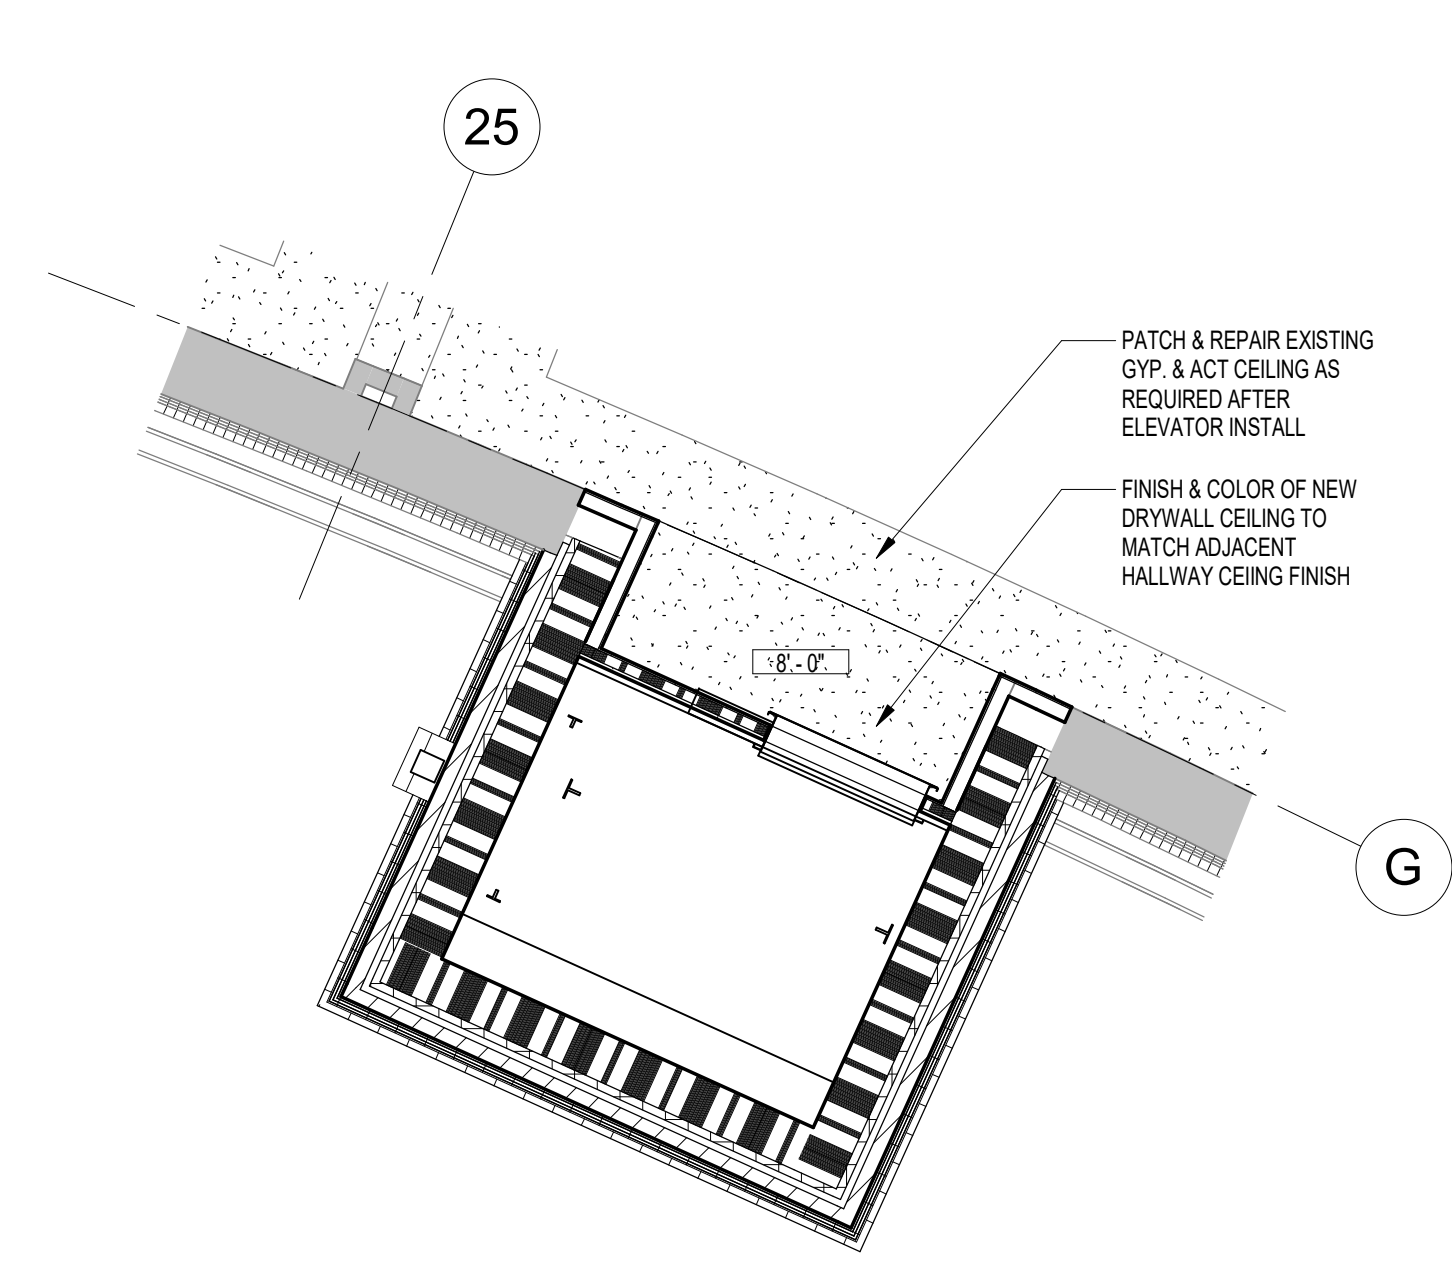 25
PATCH & REPAIR EXISTING
GYP. & ACT CEILING AS
REQUIRED AFTER
ELEVATOR INSTALL
FINISH & COLOR OF NEW
DRYWALL CEILING TO
MATCH ADJACENT
HALLWAY CEIING FINISH
8' - 0"
G